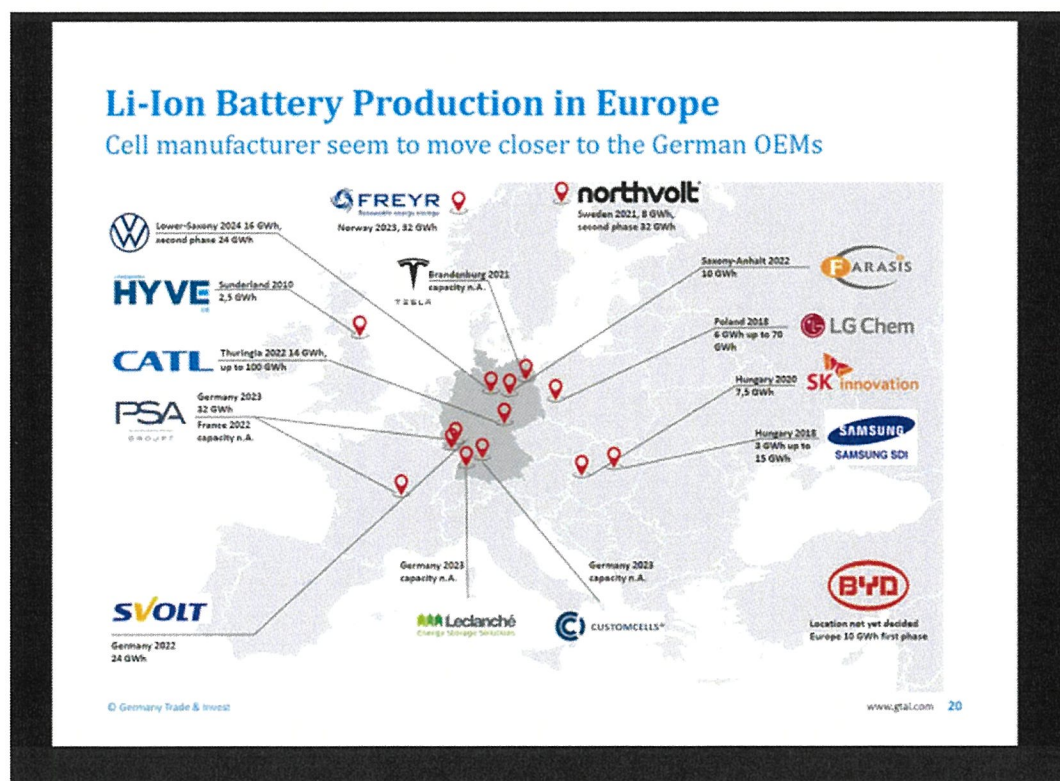 Li-Ion Battery Production in Europe
Cell manufacturer seem to move closer to the German OEMs
FREYR
Renewable energy storage
Norway 2023, 32 GWh
northvolt
Sweden 2021, 8 GWh,
second phase 32 GWh
Lower-Saxony 2024 16 GWh,
second phase 24 GWh
TESLA
Brandenburg 2021
capacity n.A.
Saxony-Anhalt 2022
10 GWh
FARASIS
HYVE
Sunderland 2010
2,5 GWh
Poland 2018
6 GWh up to 70
GWh
LG Chem
CATL
Thuringia 2022 14 GWh,
up to 100 GWh
Hungary 2020
7,5 GWh
SK innovation
PSA
GROUPE
Germany 2023
32 GWh
France 2022
capacity n.A.
Hungary 2018
3 GWh up to
15 GWh
SAMSUNG
SAMSUNG SDI
SVOLT
Germany 2022
24 GWh
Germany 2023
capacity n.A.
Leclanché
Energy Storage Solutions
Germany 2023
capacity n.A.
CUSTOMCELLS
BYD
Location not yet decided
Europe 10 GWh first phase
© Germany Trade & Invest
www.gtai.com 20